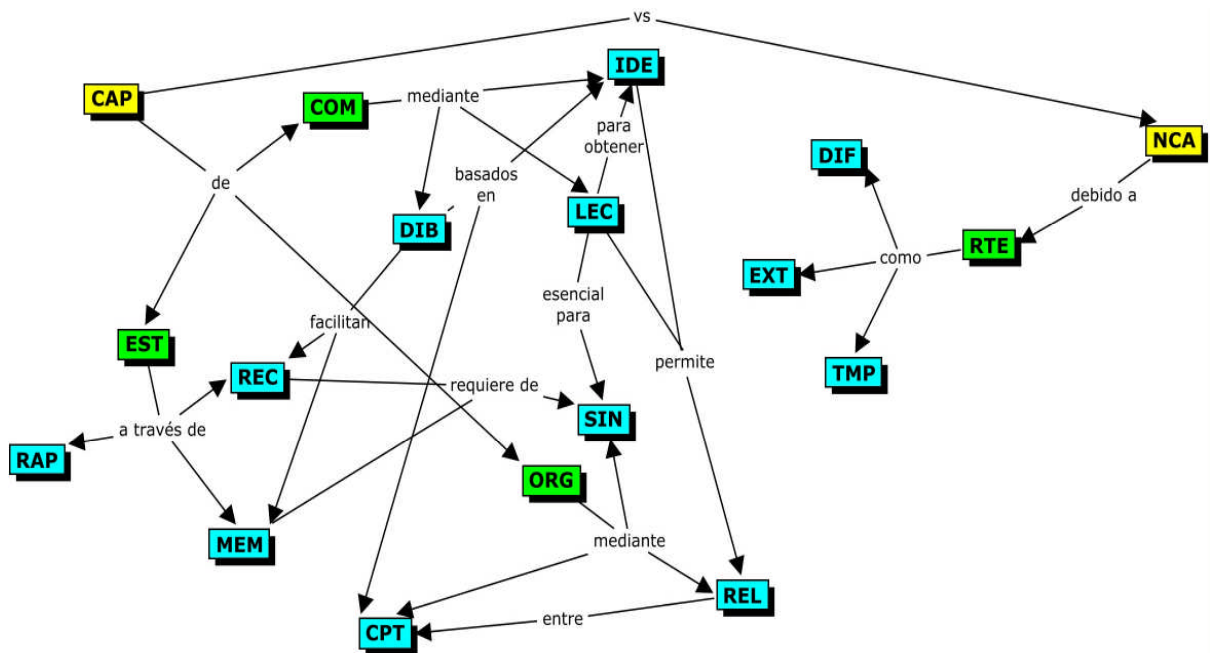 vs
IDE
CAP
COM
mediante
NCA
para
obtener
DIF
de
basados
en
debido a
LEC
DIB
RTE
como
EXT
esencial
para
facilitan
EST
permite
REC
TMP
requiere de
SIN
a través de
RAP
ORG
MEM
mediante
REL
entre
CPT